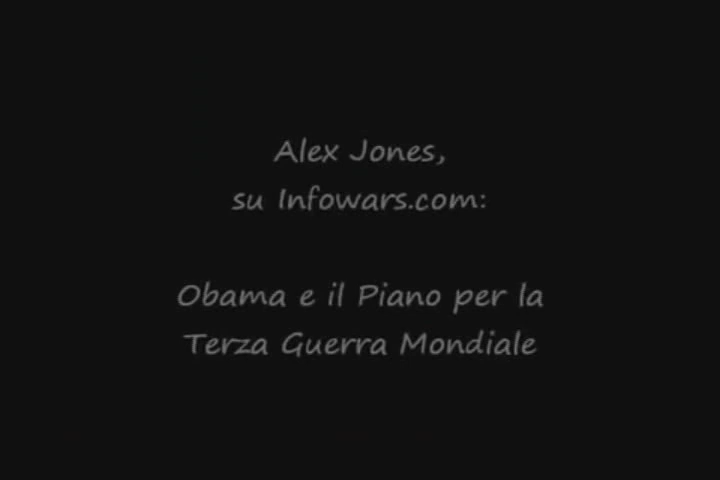 Alex Jones,
su Infowars.com:
Obama e il Piano per la
Terza Guerra Mondiale